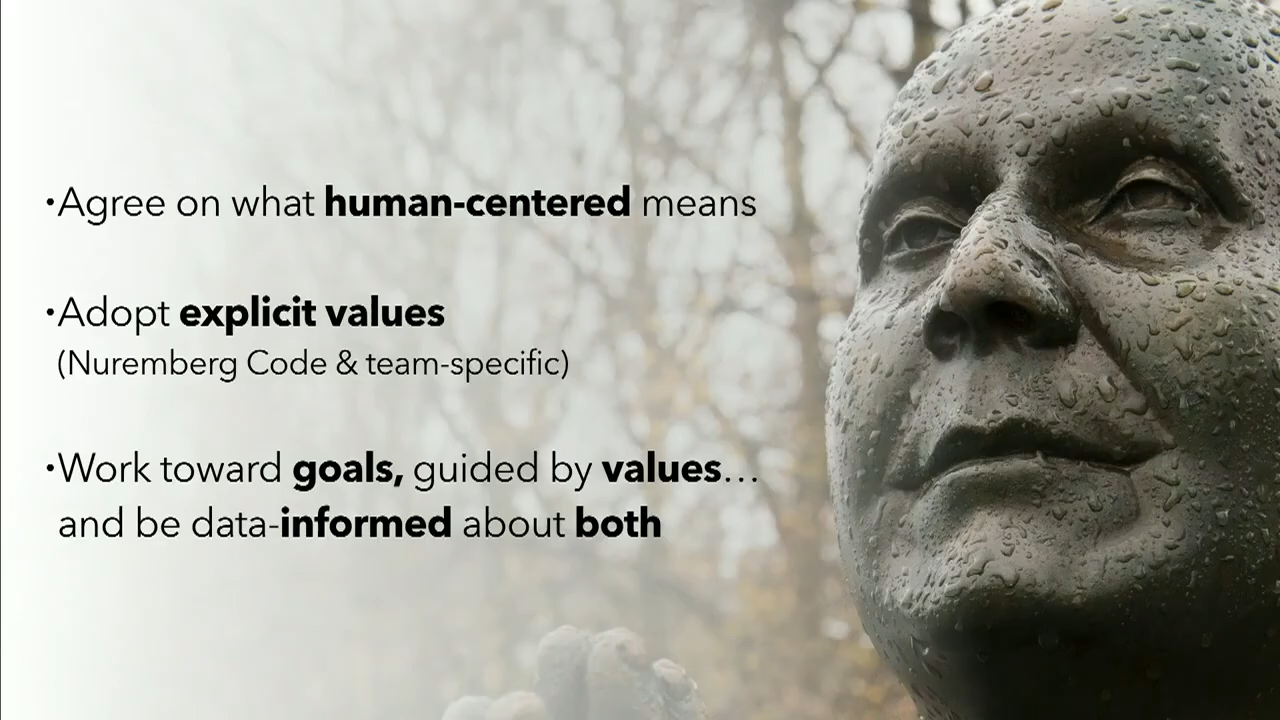 ·Agree on what human-centered means
·Adopt explicit values
(Nuremberg Code & team-specific)
·Work toward goals, guided by values…
and be data-informed about both